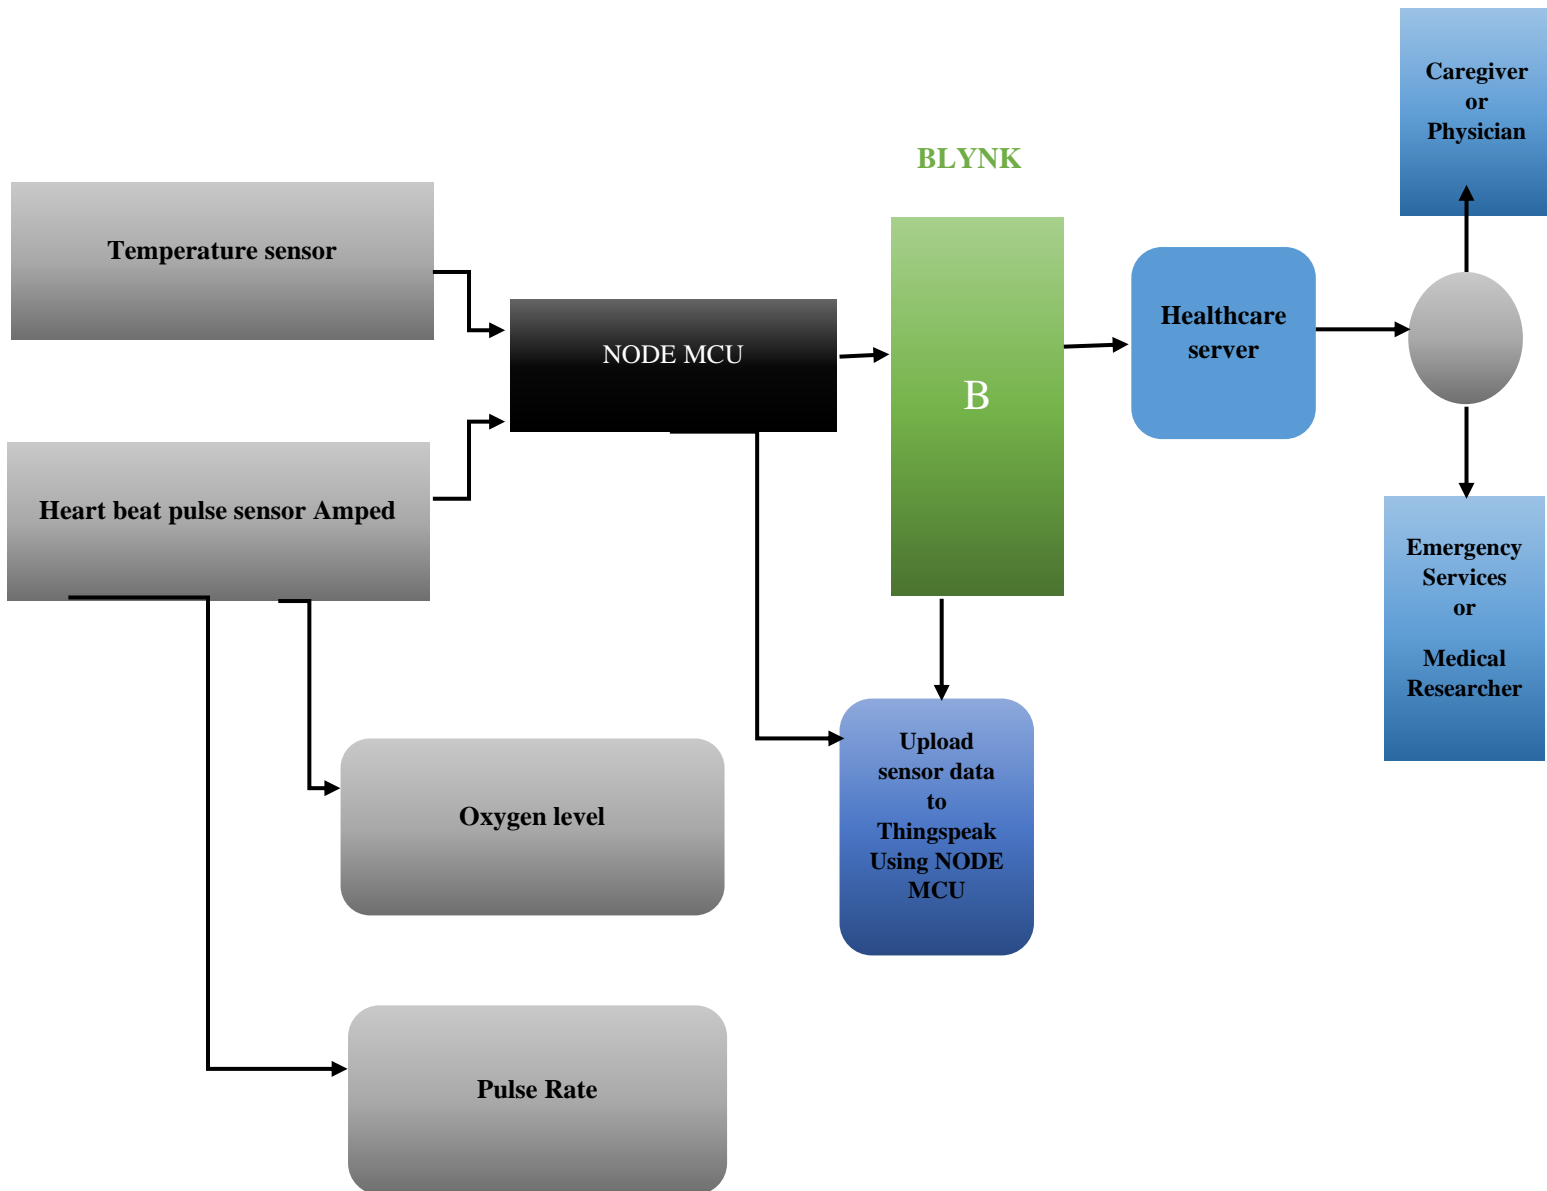 Caregiver
or
Physician
BLYNK
Temperature sensor
NODE MCU
B
Healthcare
server
Heart beat pulse sensor Amped
Emergency
Services
or
Medical
Researcher
Upload
sensor data
to
Thingspeak
Using NODE
MCU
Oxygen level
Pulse Rate